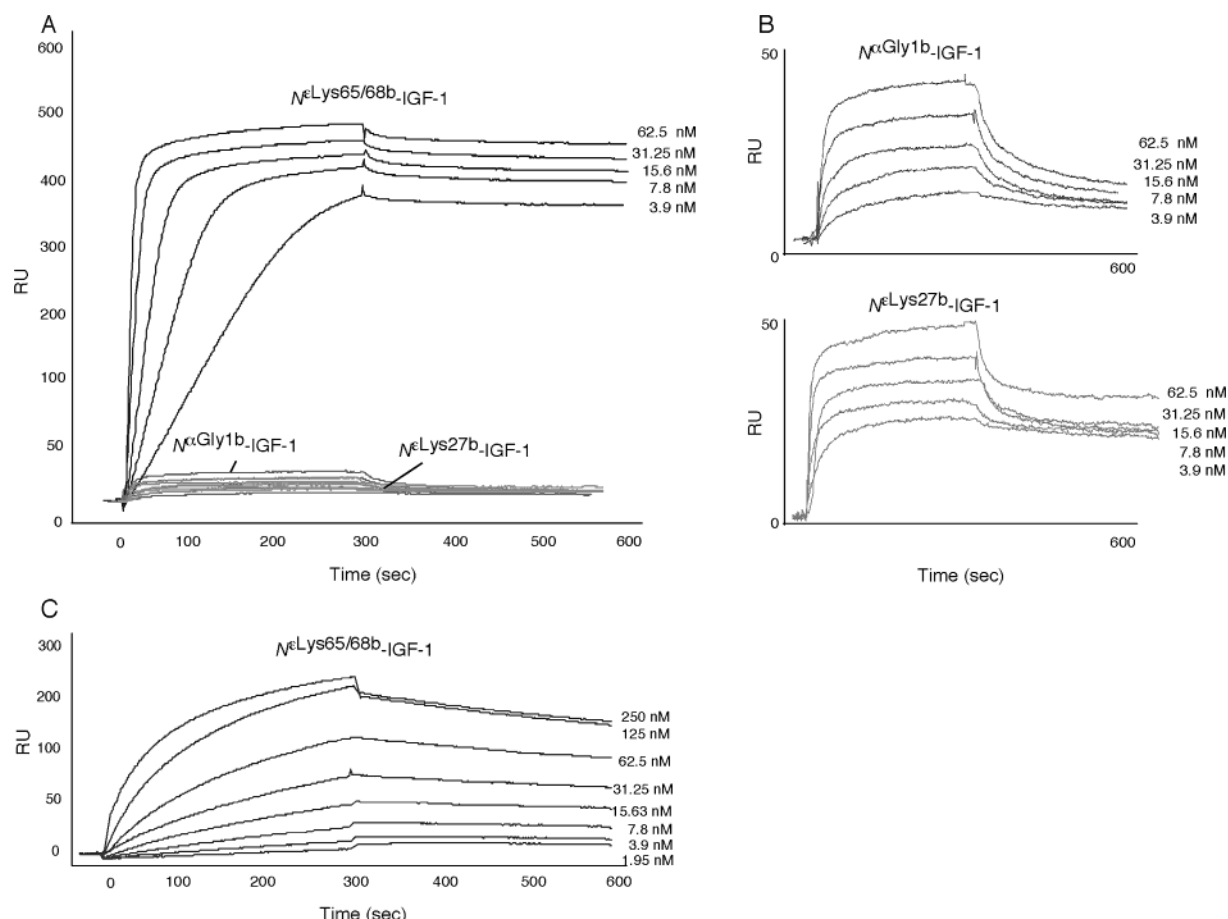 A
600
500
400
300
200
100
50
0
RU
NεLys65/68b-IGF-1
62.5 nM
31.25 nM
15.6 nM
7.8 nM
3.9 nM
NαGly1b-IGF-1
NεLys27b-IGF-1
0 100 200 300 400 500 600
Time (sec)
B
NαGly1b-IGF-1
50
RU
0
62.5 nM
31.25 nM
15.6 nM
7.8 nM
3.9 nM
600
NεLys27b-IGF-1
50
RU
0
62.5 nM
31.25 nM
15.6 nM
7.8 nM
3.9 nM
600
Time (sec)
C
300
200
100
50
0
RU
NεLys65/68b-IGF-1
250 nM
125 nM
62.5 nM
31.25 nM
15.63 nM
7.8 nM
3.9 nM
1.95 nM
0 100 200 300 400 500 600
Time (sec)